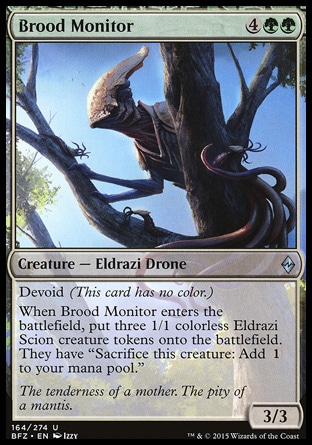 Brood Monitor 4
Creature — Eldrazi Drone
Devoid (This card has no color.)
When Brood Monitor enters the
battlefield, put three 1/1 colorless Eldrazi
Scion creature tokens onto the battlefield.
They have “Sacrifice this creature: Add 1
to your mana pool.”
The tenderness of a mother. The pity of
a mantis.
3/3
164/274 U
BFZ • EN Izzy
™ & © 2015 Wizards of the Coast